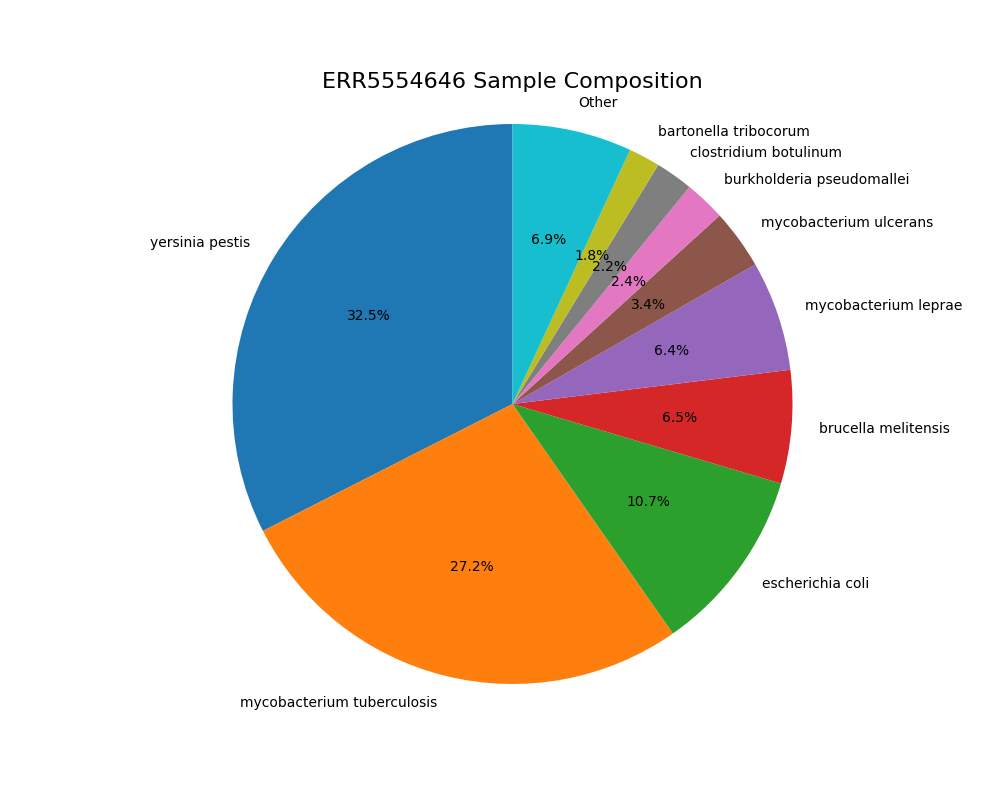 ERR5554646 Sample Composition
Other
bartonella tribocorum
clostridium botulinum
burkholderia pseudomallei
mycobacterium ulcerans
yersinia pestis
mycobacterium leprae
brucella melitensis
escherichia coli
mycobacterium tuberculosis
6.9%
1.8%
2.2%
2.4%
3.4%
32.5%
6.4%
6.5%
10.7%
27.2%